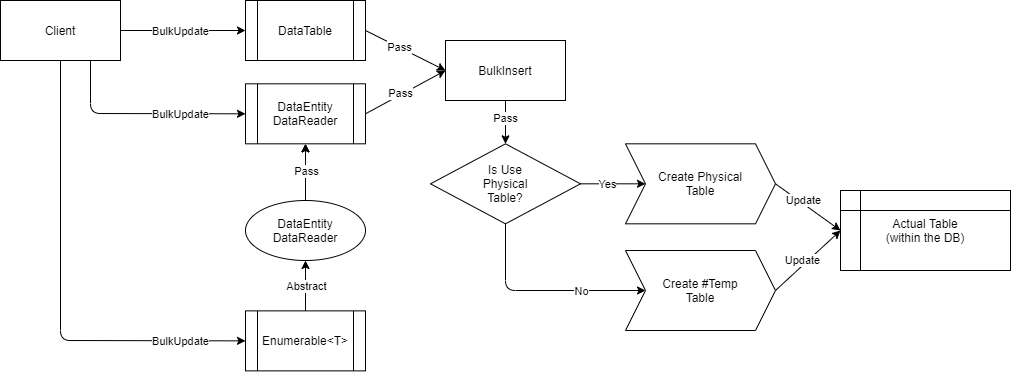 Client
BulkUpdate
DataTable
Pass
BulkInsert
BulkUpdate
DataEntity
DataReader
Pass
Pass
Pass
Is Use
Physical
Table?
Yes
Create Physical
Table
Update
Actual Table
(within the DB)
DataEntity
DataReader
Abstract
No
Create #Temp
Table
Update
BulkUpdate
Enumerable<T>